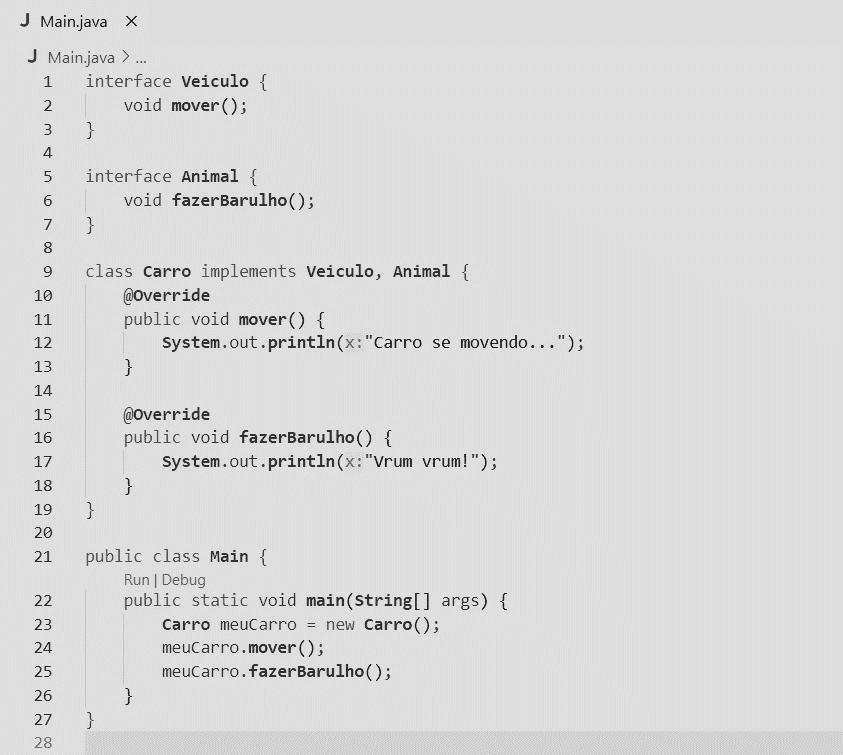 J Main.java ×
J Main.java > ...
1 interface Veiculo {
2     void mover();
3 }
4
5 interface Animal {
6     void fazerBarulho();
7 }
8
9 class Carro implements Veiculo, Animal {
10     @Override
11     public void mover() {
12         System.out.println(x:"Carro se movendo...");
13     }
14
15     @Override
16     public void fazerBarulho() {
17         System.out.println(x:"Vrum vrum!");
18     }
19 }
20
21 public class Main {
Run | Debug
22     public static void main(String[] args) {
23         Carro meuCarro = new Carro();
24         meuCarro.mover();
25         meuCarro.fazerBarulho();
26     }
27 }
28